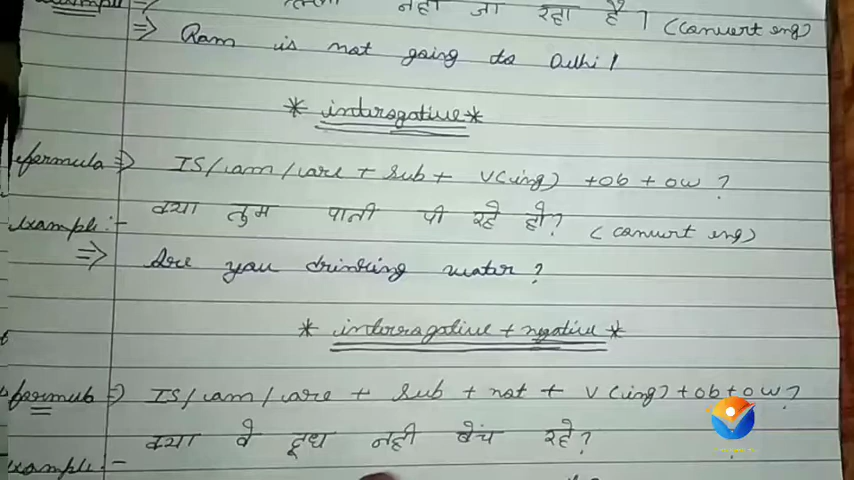 नही जा रहा है। (convert eng)
⇒ Ram is not going to Delhi।
* interogative *
formula ⇒ IS/am/are + sub + V(ing) + ob + ow ?
example :- क्या तुम पानी पी रहे हो? (convert eng)
⇒ Are you drinking water ?
* interragative + negative *
formula ⇒ IS/am/are + sub + not + V(ing) + ob + ow ?
example :- क्या वे दूध नही बेंच रहे?